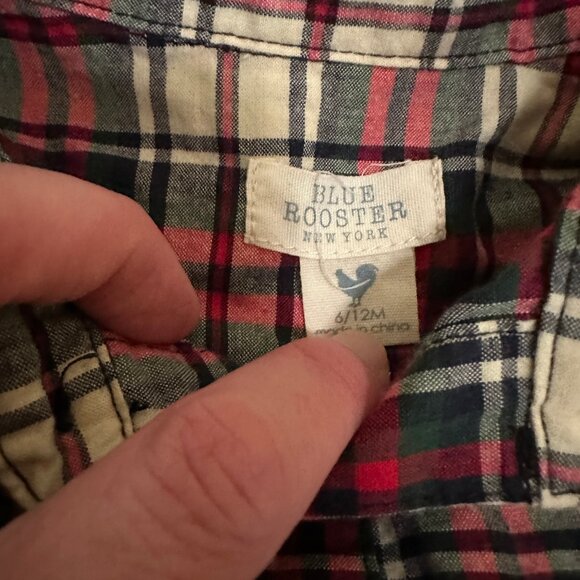 BLUE
ROOSTER
NEW YORK
6/12M
made in china